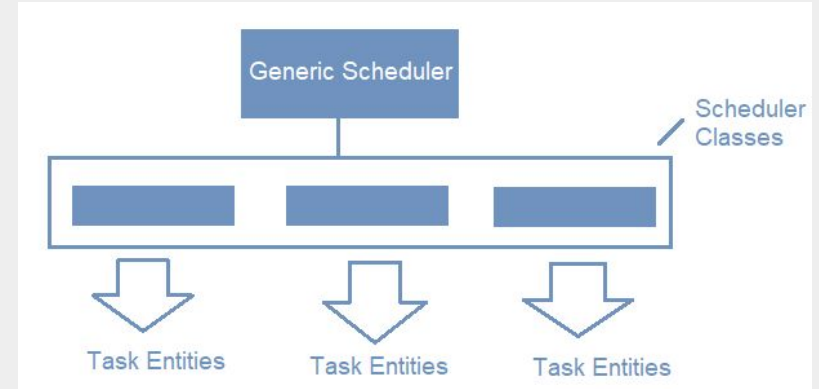 Generic Scheduler
Scheduler
Classes
Task Entities
Task Entities
Task Entities